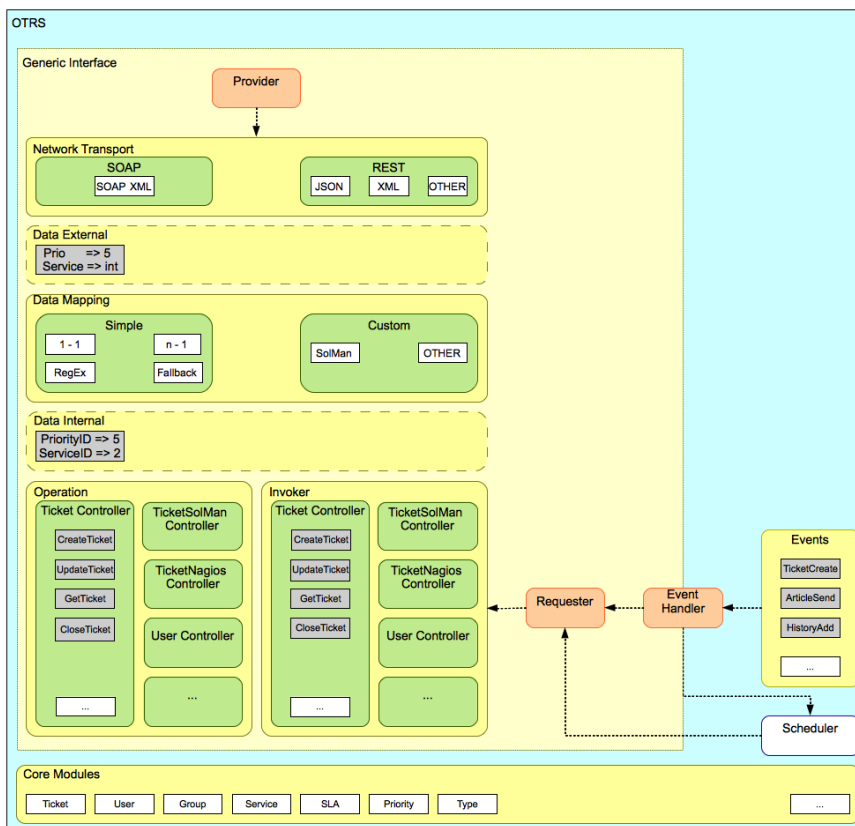 OTRS
Generic Interface
Provider
Network Transport
SOAP
SOAP XML
REST
JSON
XML
OTHER
Data External
Prio => 5
Service => int
Data Mapping
Simple
1 - 1
n - 1
RegEx
Fallback
Custom
SolMan
OTHER
Data Internal
PriorityID => 5
ServiceID => 2
Operation
Ticket Controller
CreateTicket
UpdateTicket
GetTicket
CloseTicket
...
TicketSolMan
Controller
TicketNagios
Controller
User Controller
...
Invoker
Ticket Controller
CreateTicket
UpdateTicket
GetTicket
CloseTicket
...
TicketSolMan
Controller
TicketNagios
Controller
User Controller
...
Requester
Event
Handler
Events
TicketCreate
ArticleSend
HistoryAdd
...
Scheduler
Core Modules
Ticket
User
Group
Service
SLA
Priority
Type
...